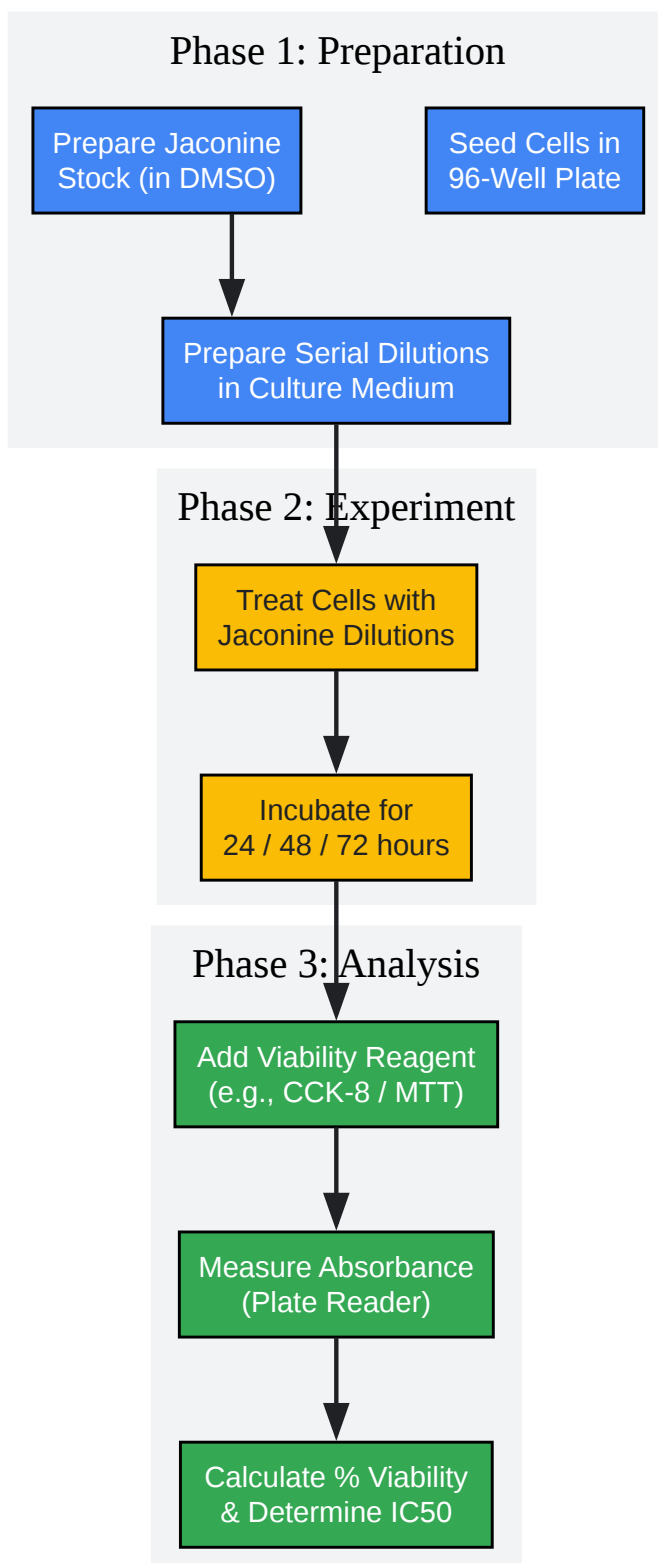 Phase 1: Preparation
Prepare Jaconine
Stock (in DMSO)
Seed Cells in
96-Well Plate
Prepare Serial Dilutions
in Culture Medium
Phase 2: Experiment
Treat Cells with
Jaconine Dilutions
Incubate for
24 / 48 / 72 hours
Phase 3: Analysis
Add Viability Reagent
(e.g., CCK-8 / MTT)
Measure Absorbance
(Plate Reader)
Calculate % Viability
& Determine IC50